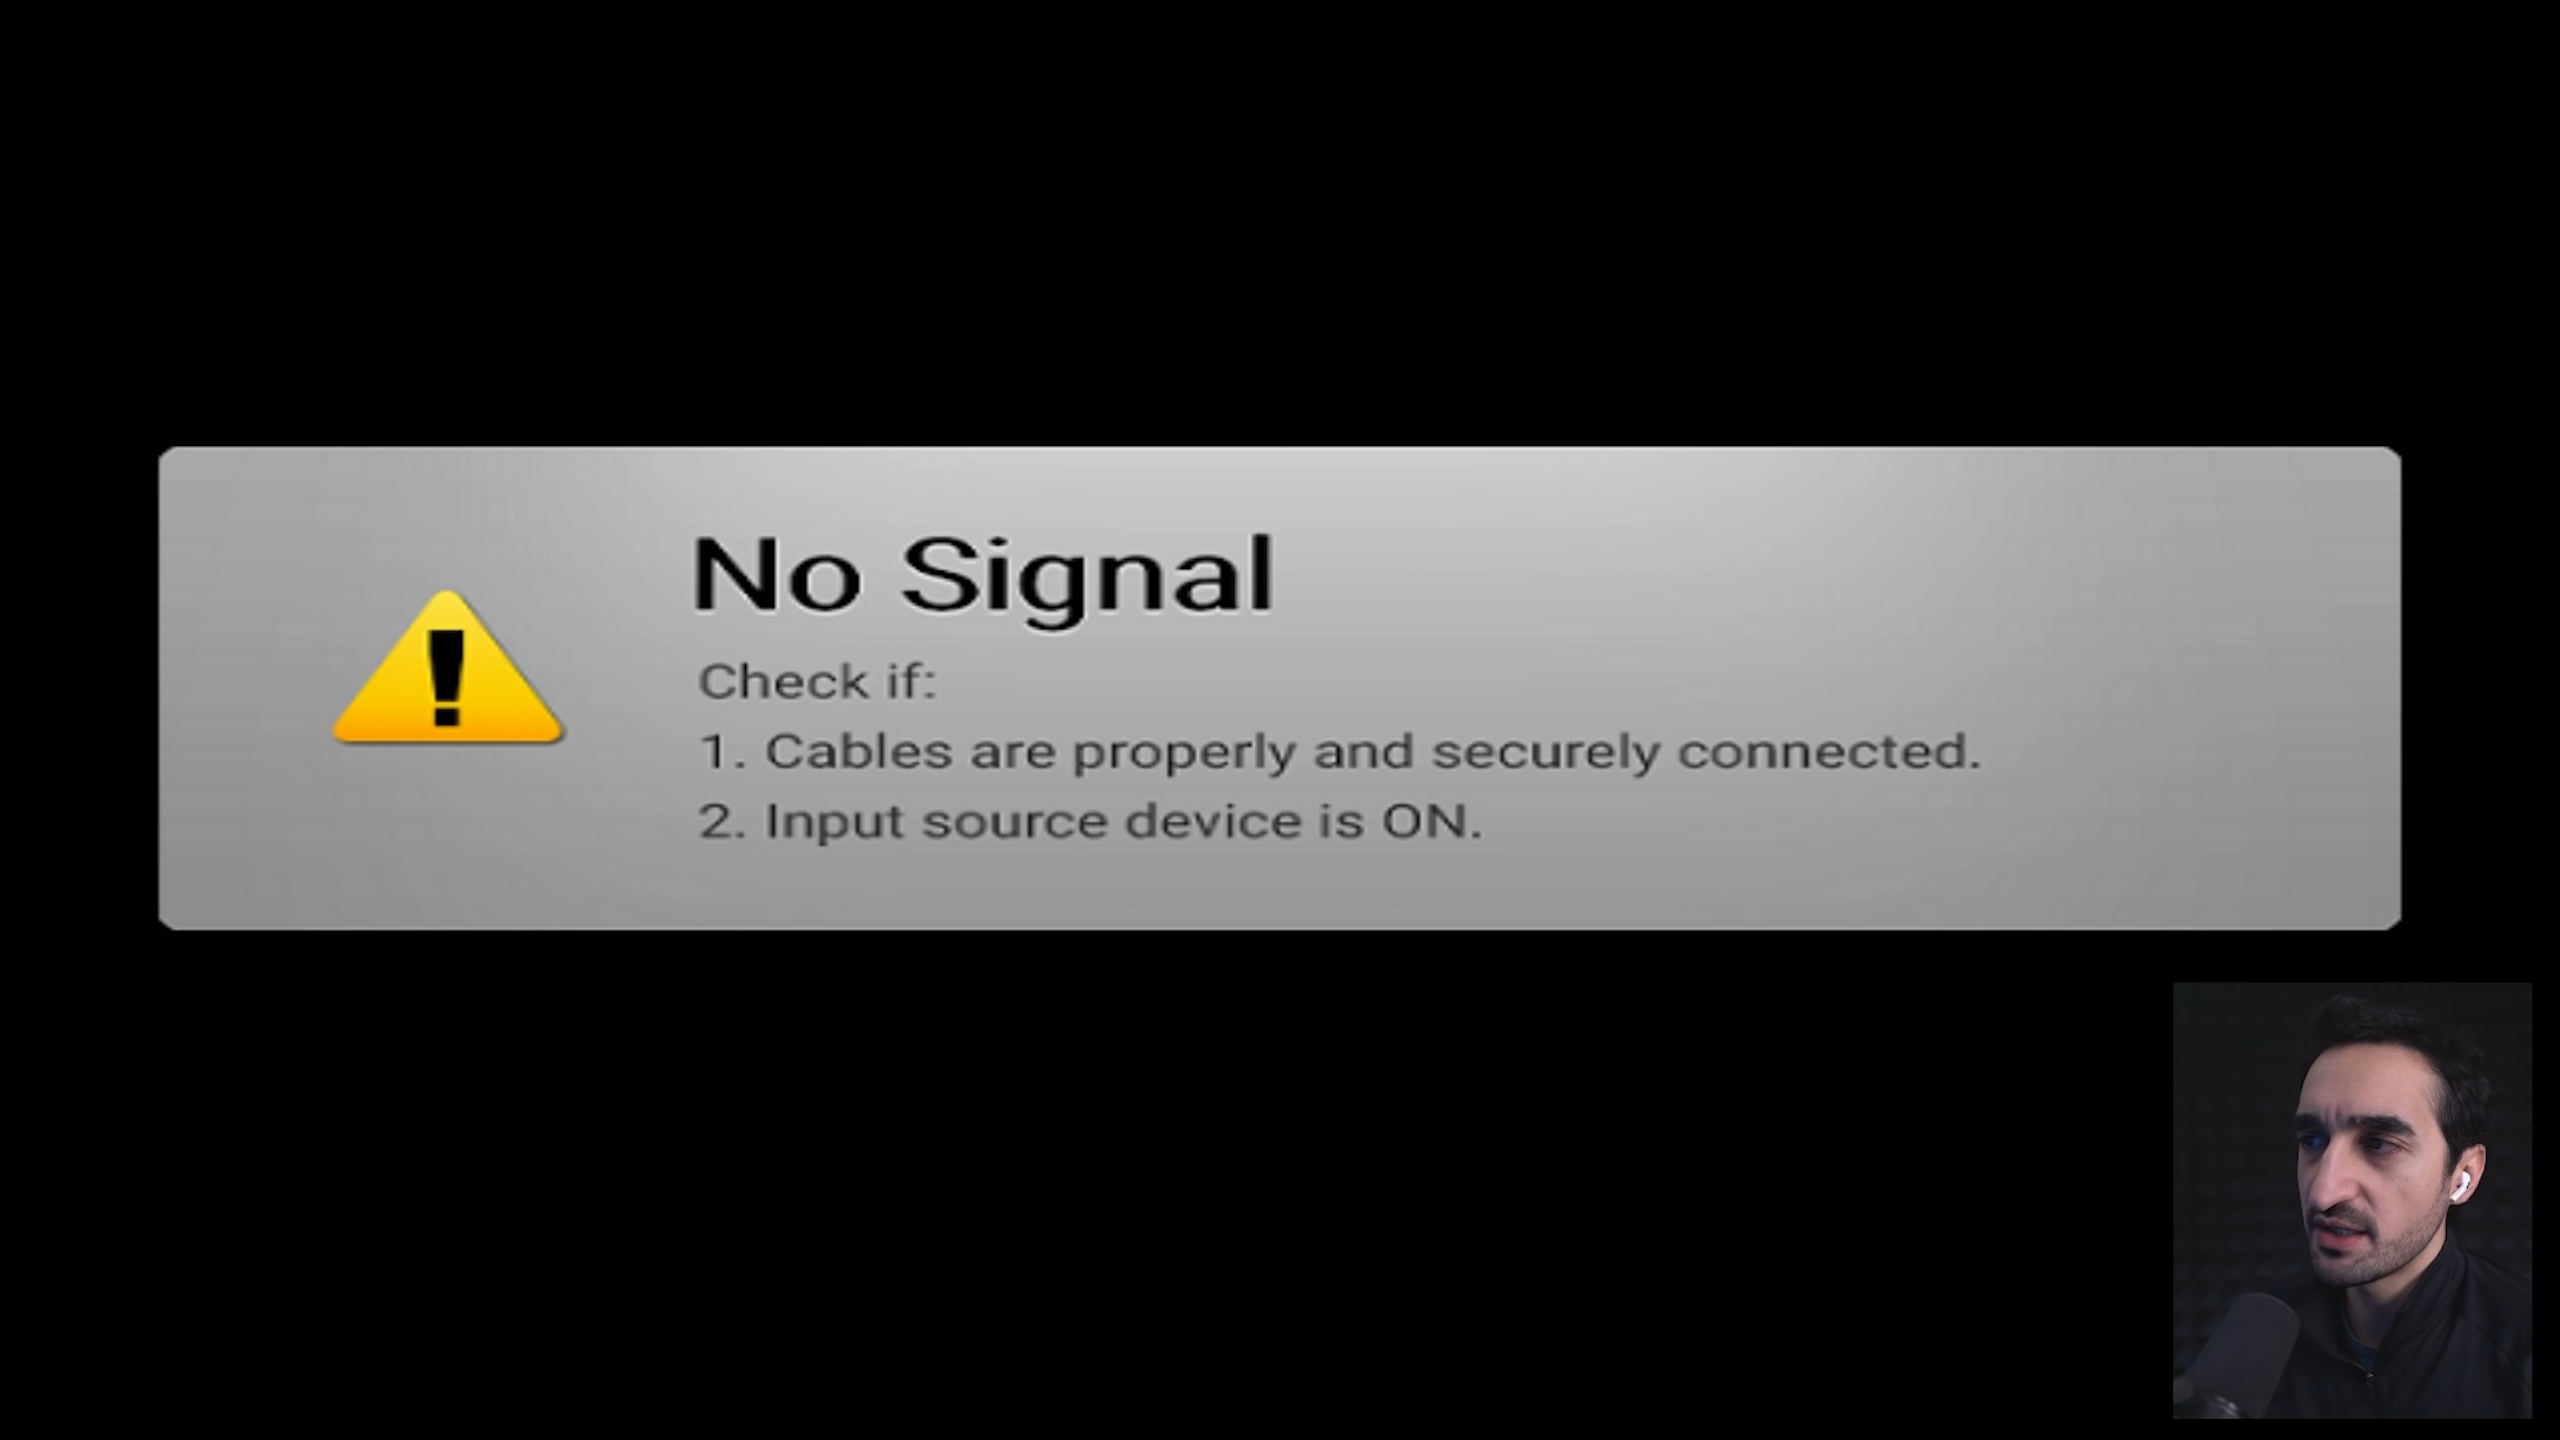 No Signal
Check if:
1. Cables are properly and securely connected.
2. Input source device is ON.